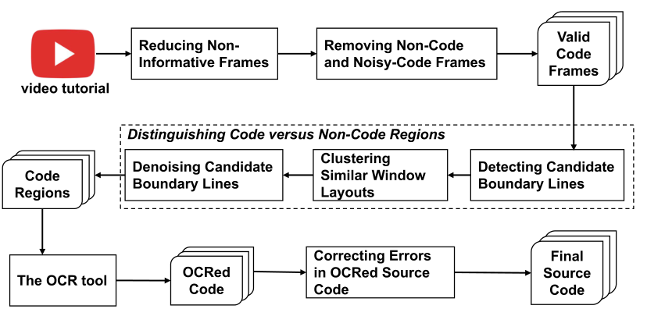 video tutorial
Reducing Non-
Informative Frames
Removing Non-Code
and Noisy-Code Frames
Valid
Code
Frames
Distinguishing Code versus Non-Code Regions
Detecting Candidate
Boundary Lines
Clustering
Similar Window
Layouts
Denoising Candidate
Boundary Lines
Code
Regions
The OCR tool
OCRed
Code
Correcting Errors
in OCRed Source
Code
Final
Source
Code